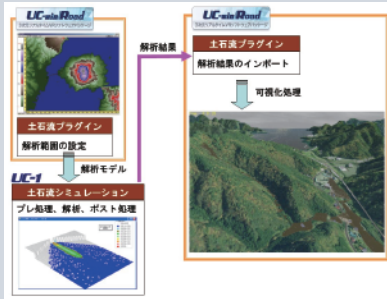 UC-win/Road
土石流プラグイン
解析範囲の設定
解析モデル
UC-1
土石流シミュレーション
プレ処理、解析、ポスト処理
解析結果
UC-win/Road
土石流プラグイン
解析結果のインポート
可視化処理